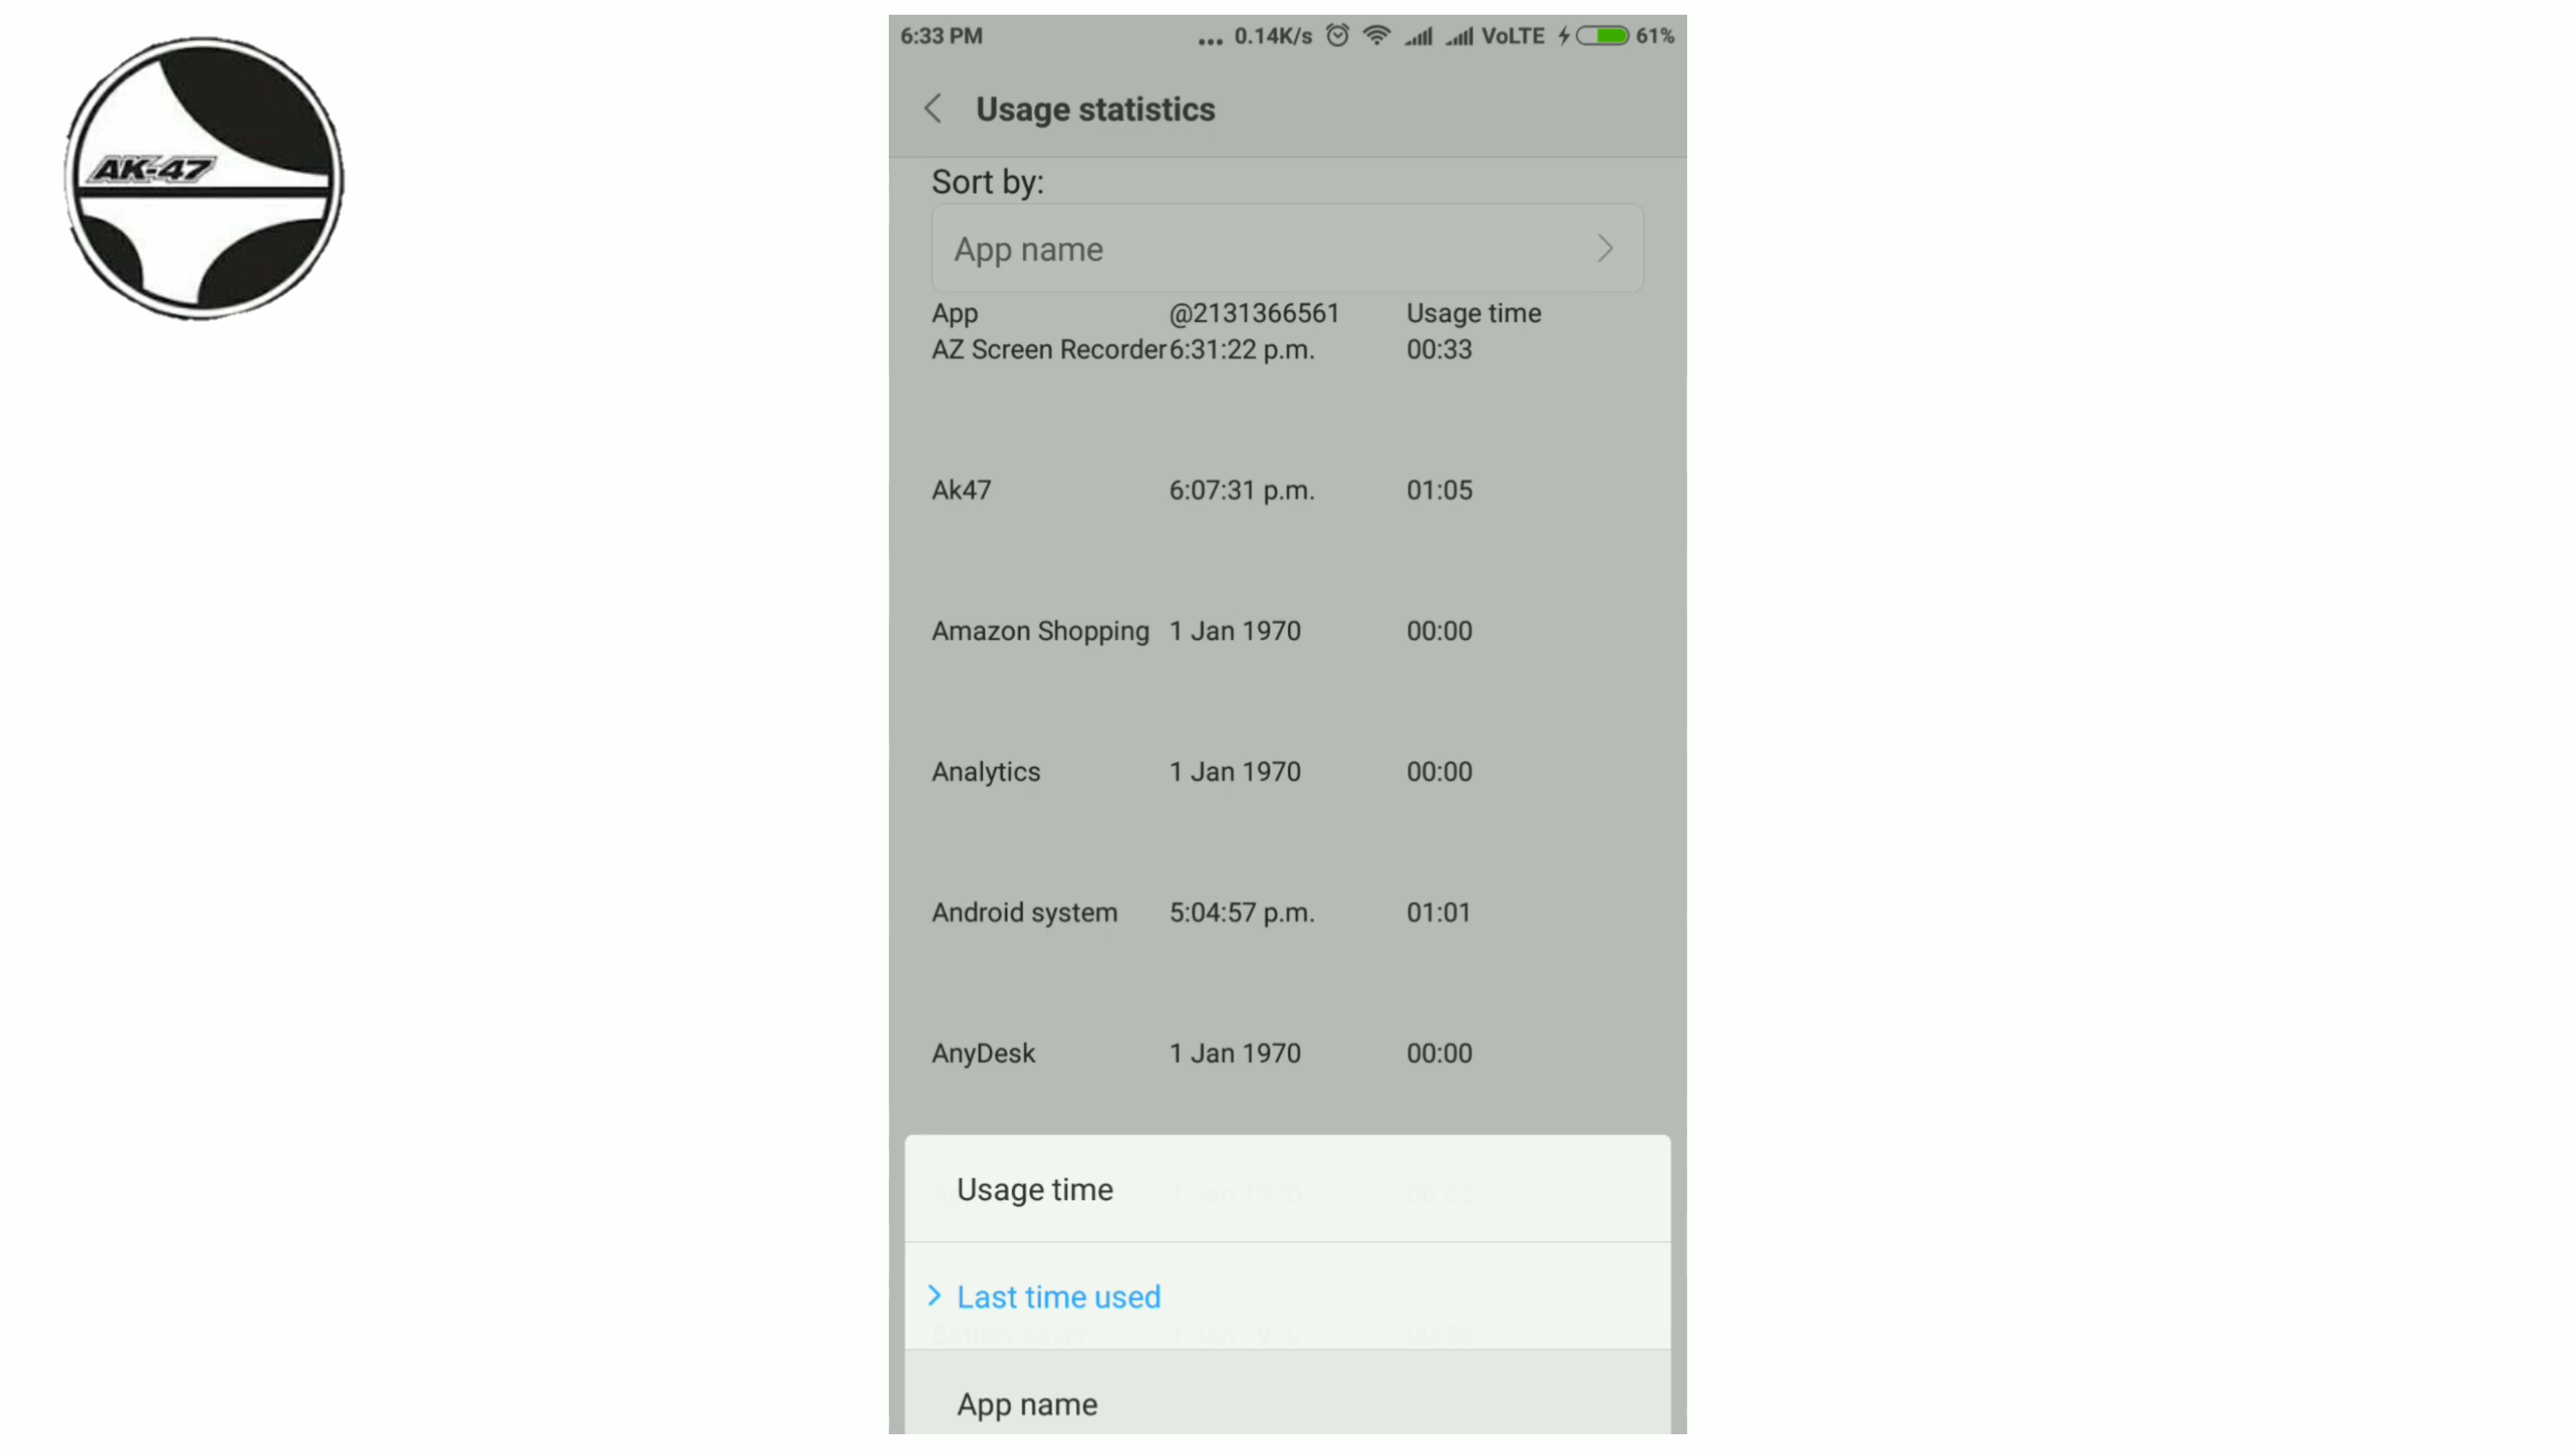 AK-47
6:33 PM ... 0.14K/s VoLTE 61%
Usage statistics
Sort by:
App name
App @2131366561 Usage time
AZ Screen Recorder 6:31:22 p.m. 00:33
Ak47 6:07:31 p.m. 01:05
Amazon Shopping 1 Jan 1970 00:00
Analytics 1 Jan 1970 00:00
Android system 5:04:57 p.m. 01:01
AnyDesk 1 Jan 1970 00:00
Usage time
Last time used
App name